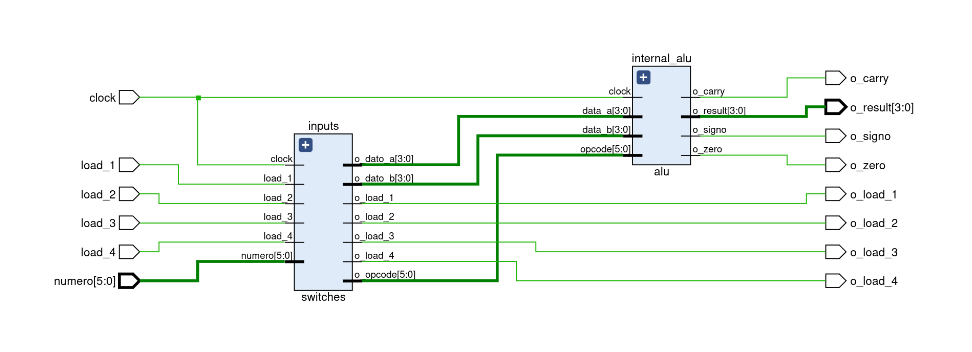 clock
load_1
load_2
load_3
load_4
numero[5:0]
inputs
clock
load_1
load_2
load_3
load_4
numero[5:0]
o_dato_a[3:0]
o_dato_b[3:0]
o_load_1
o_load_2
o_load_3
o_load_4
o_opcode[5:0]
switches
internal_alu
clock
data_a[3:0]
data_b[3:0]
opcode[5:0]
o_carry
o_result[3:0]
o_signo
o_zero
alu
o_carry
o_result[3:0]
o_signo
o_zero
o_load_1
o_load_2
o_load_3
o_load_4